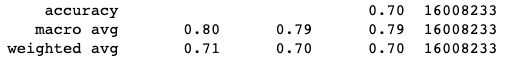 accuracy 0.70 16008233
macro avg 0.80 0.79 0.79 16008233
weighted avg 0.71 0.70 0.70 16008233